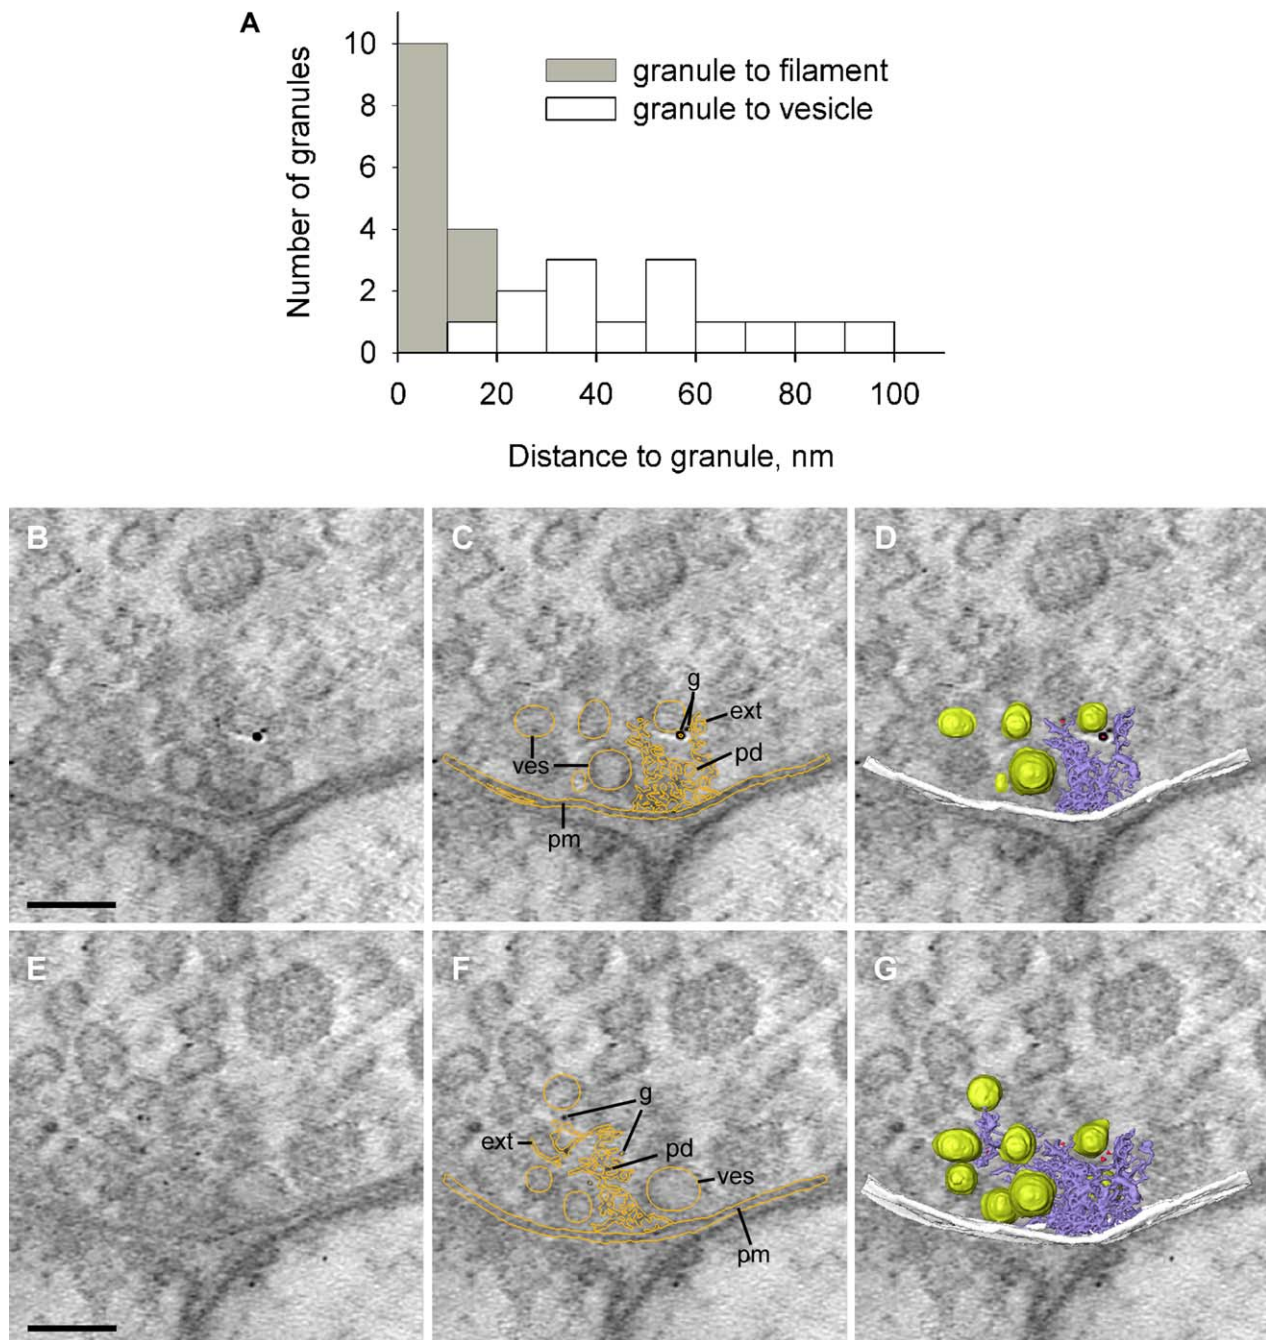 A
Number of granules
10
8
6
4
2
0
granule to filament
granule to vesicle
0 20 40 60 80 100
Distance to granule, nm
B
C
g
ext
ves
pd
pm
D
E
F
g
ext
pd
ves
pm
G